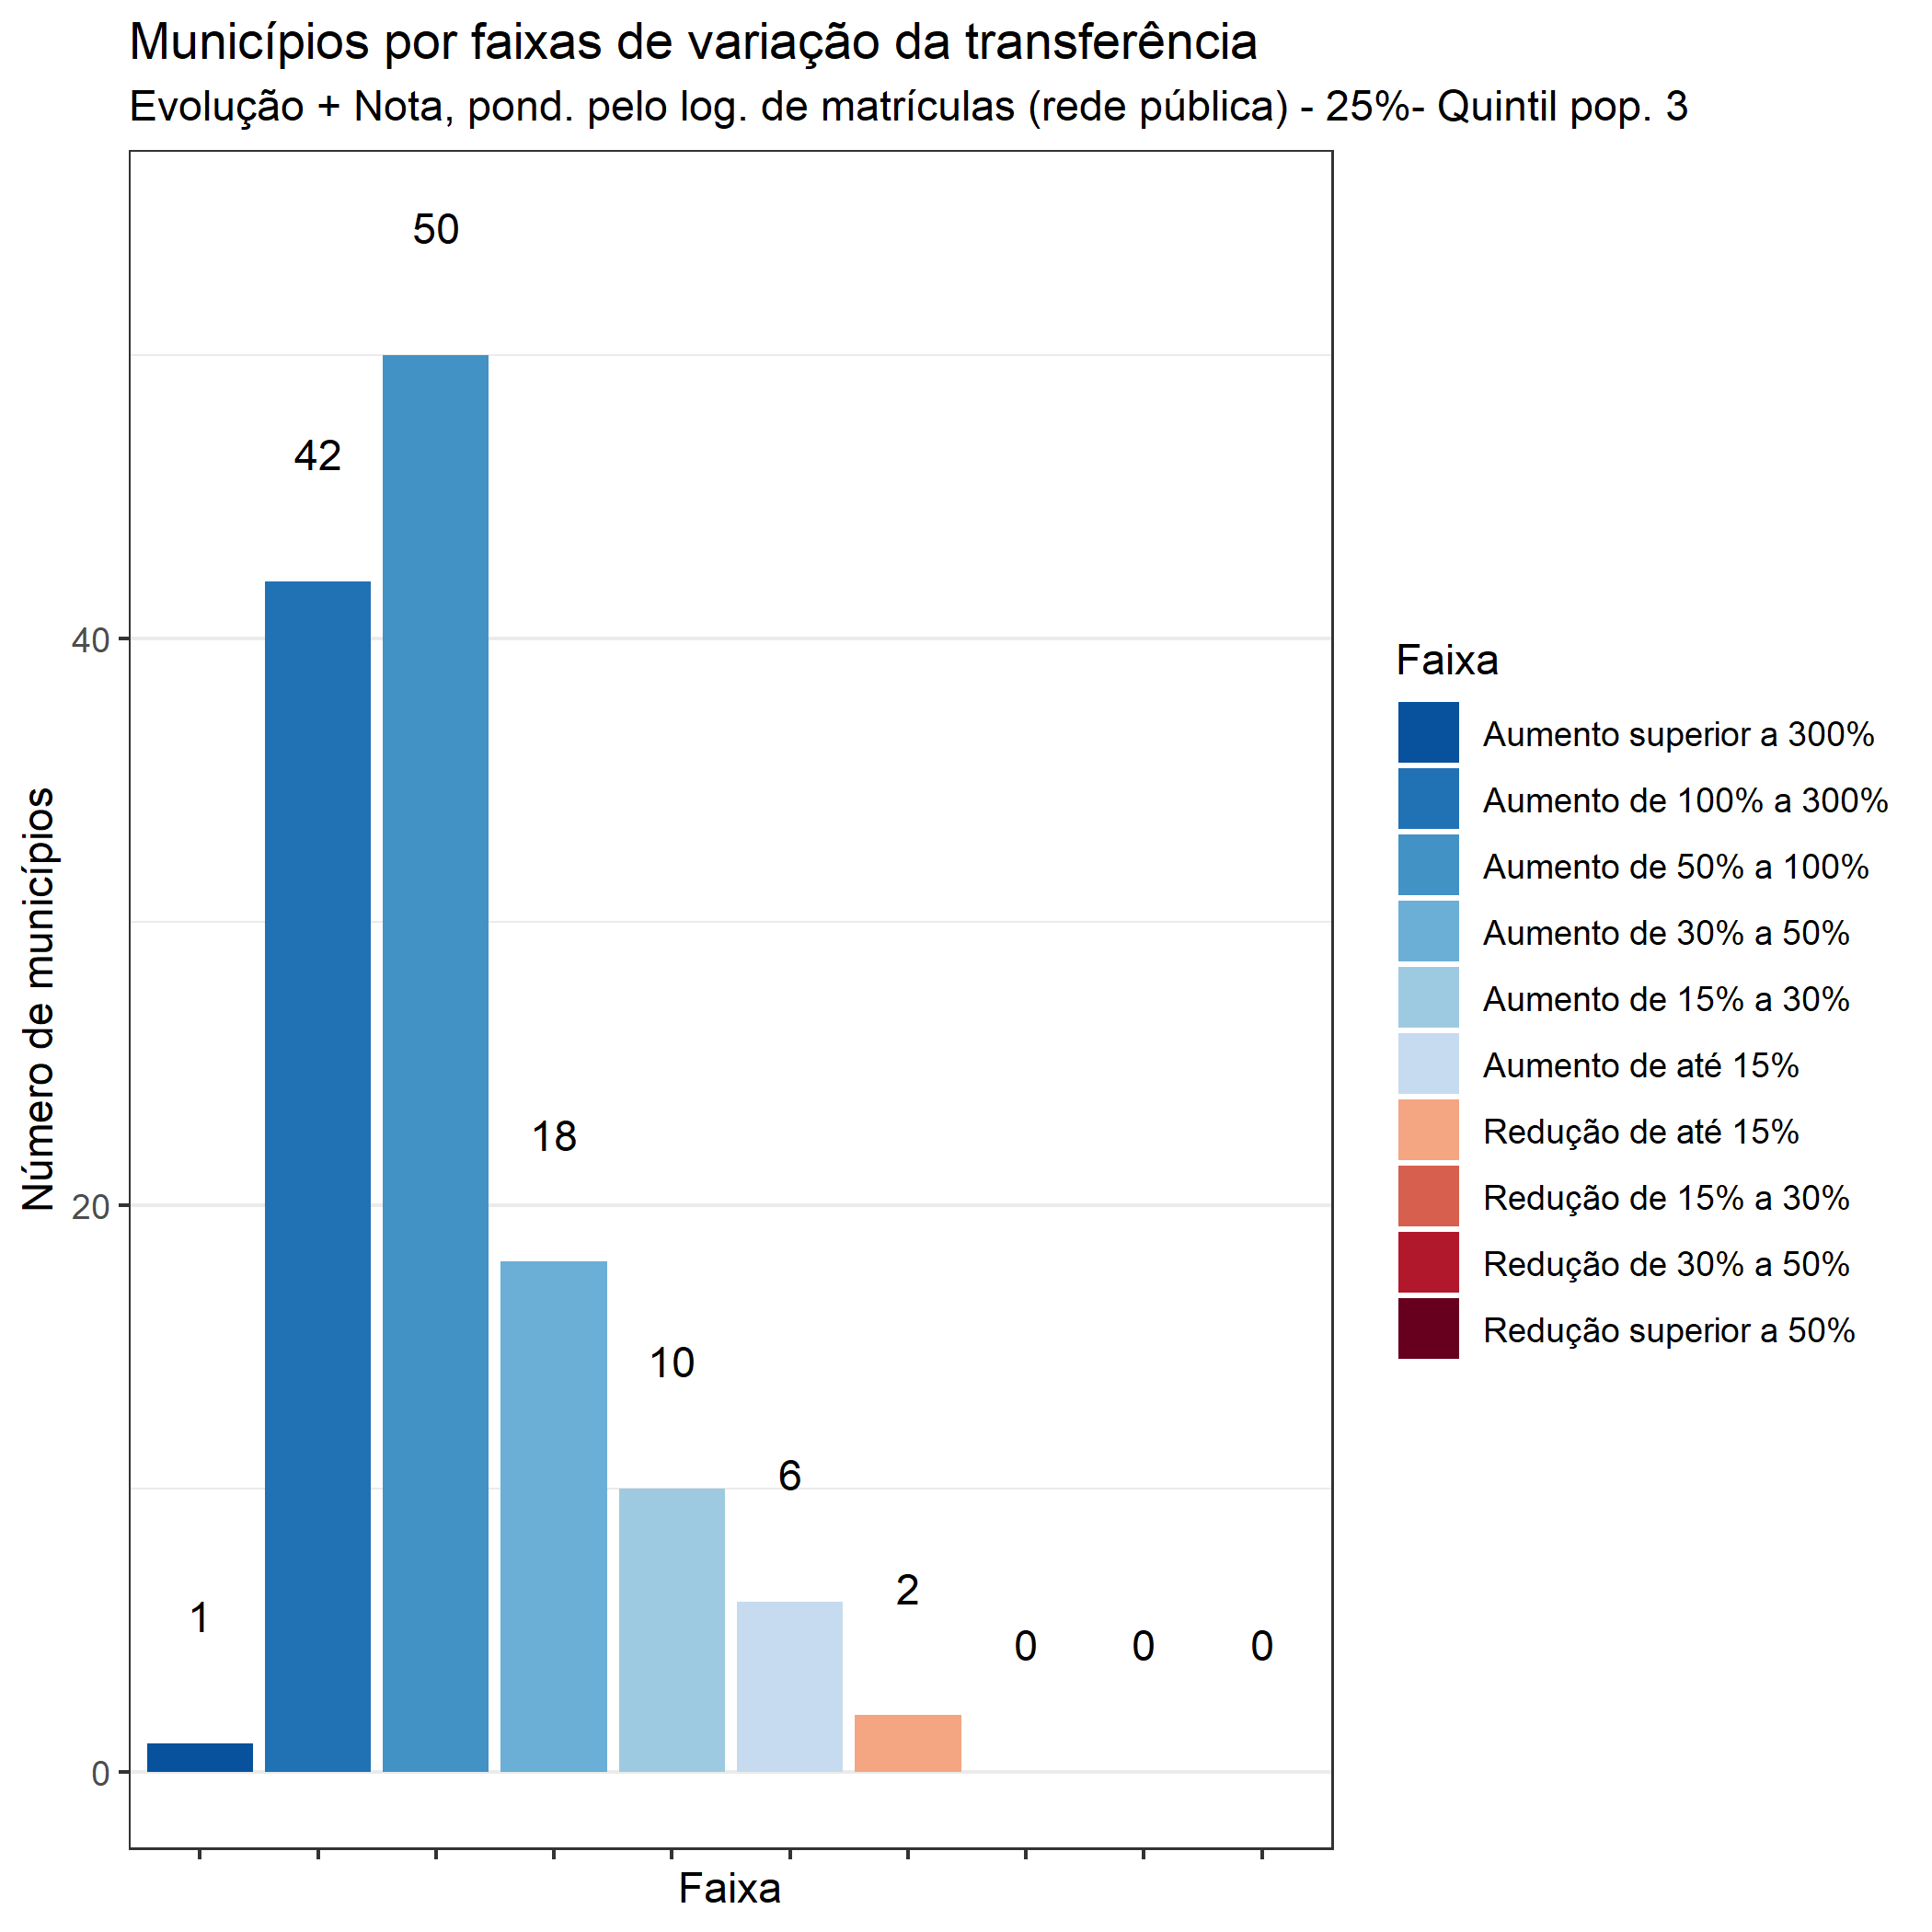 Municípios por faixas de variação da transferência
Evolução + Nota, pond. pelo log. de matrículas (rede pública) - 25%- Quintil pop. 3
50
42
40
18
20
10
6
2
1
0
0
0
0
Número de municípios
Faixa
Faixa
Aumento superior a 300%
Aumento de 100% a 300%
Aumento de 50% a 100%
Aumento de 30% a 50%
Aumento de 15% a 30%
Aumento de até 15%
Redução de até 15%
Redução de 15% a 30%
Redução de 30% a 50%
Redução superior a 50%